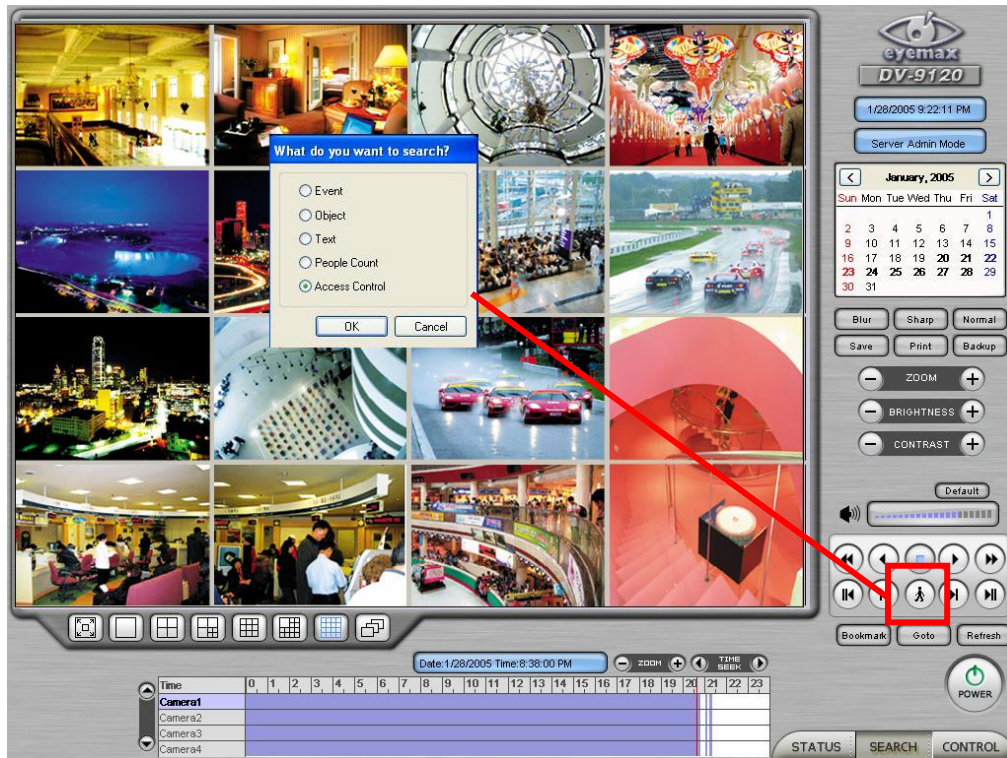 eyemax
DV-9120
1/28/2005 9:22:11 PM
Server Admin Mode
January, 2005
Sun Mon Tue Wed Thu Fri Sat
1
2 3 4 5 6 7 8
9 10 11 12 13 14 15
16 17 18 19 20 21 22
23 24 25 26 27 28 29
30 31
Blur Sharp Normal
Save Print Backup
ZOOM
BRIGHTNESS
CONTRAST
Default
Bookmark Goto Refresh
POWER
What do you want to search?
Event
Object
Text
People Count
Access Control
OK Cancel
Date:1/28/2005 Time:8:38:00 PM
ZOOM
TIME
SEEK
Time 0 1 2 3 4 5 6 7 8 9 10 11 12 13 14 15 16 17 18 19 20 21 22 23
Camera1
Camera2
Camera3
Camera4
STATUS SEARCH CONTROL